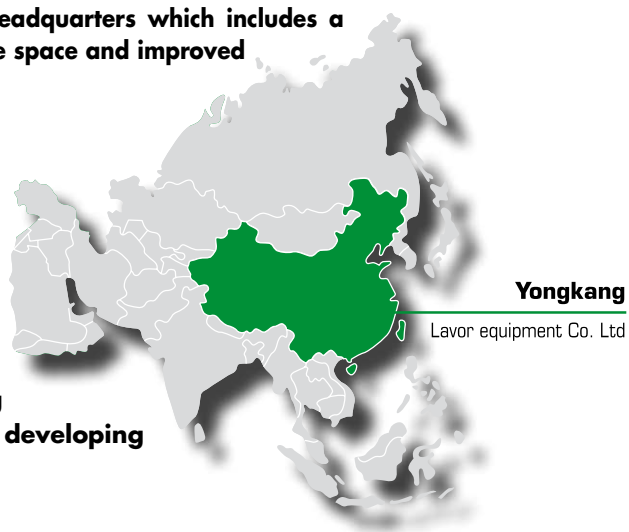 eadquarters which includes a
e space and improved
Yongkang
Lavor equipment Co. Ltd
developing